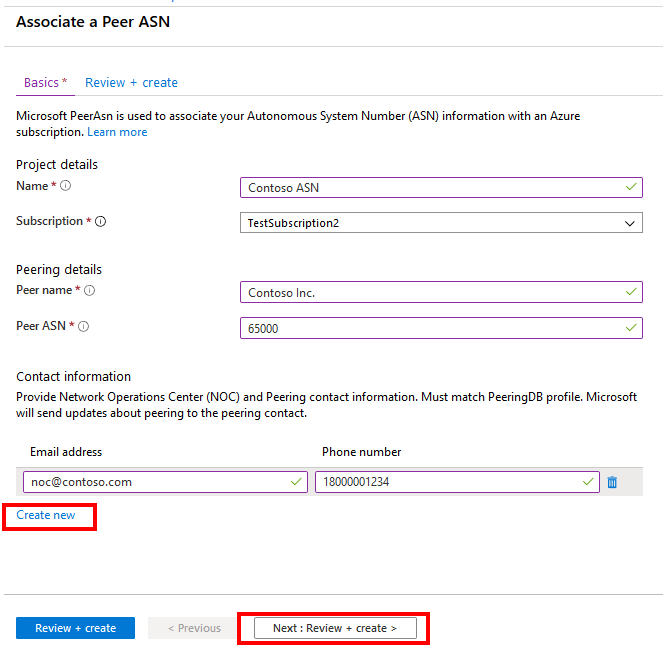 Associate a Peer ASN
Basics * Review + create
Microsoft PeerAsn is used to associate your Autonomous System Number (ASN) information with an Azure
subscription. Learn more
Project details
Name *
Contoso ASN
Subscription *
TestSubscription2
Peering details
Peer name *
Contoso Inc.
Peer ASN *
65000
Contact information
Provide Network Operations Center (NOC) and Peering contact information. Must match PeeringDB profile. Microsoft
will send updates about peering to the peering contact.
Email address Phone number
noc@contoso.com 18000001234
Create new
Review + create < Previous Next : Review + create >